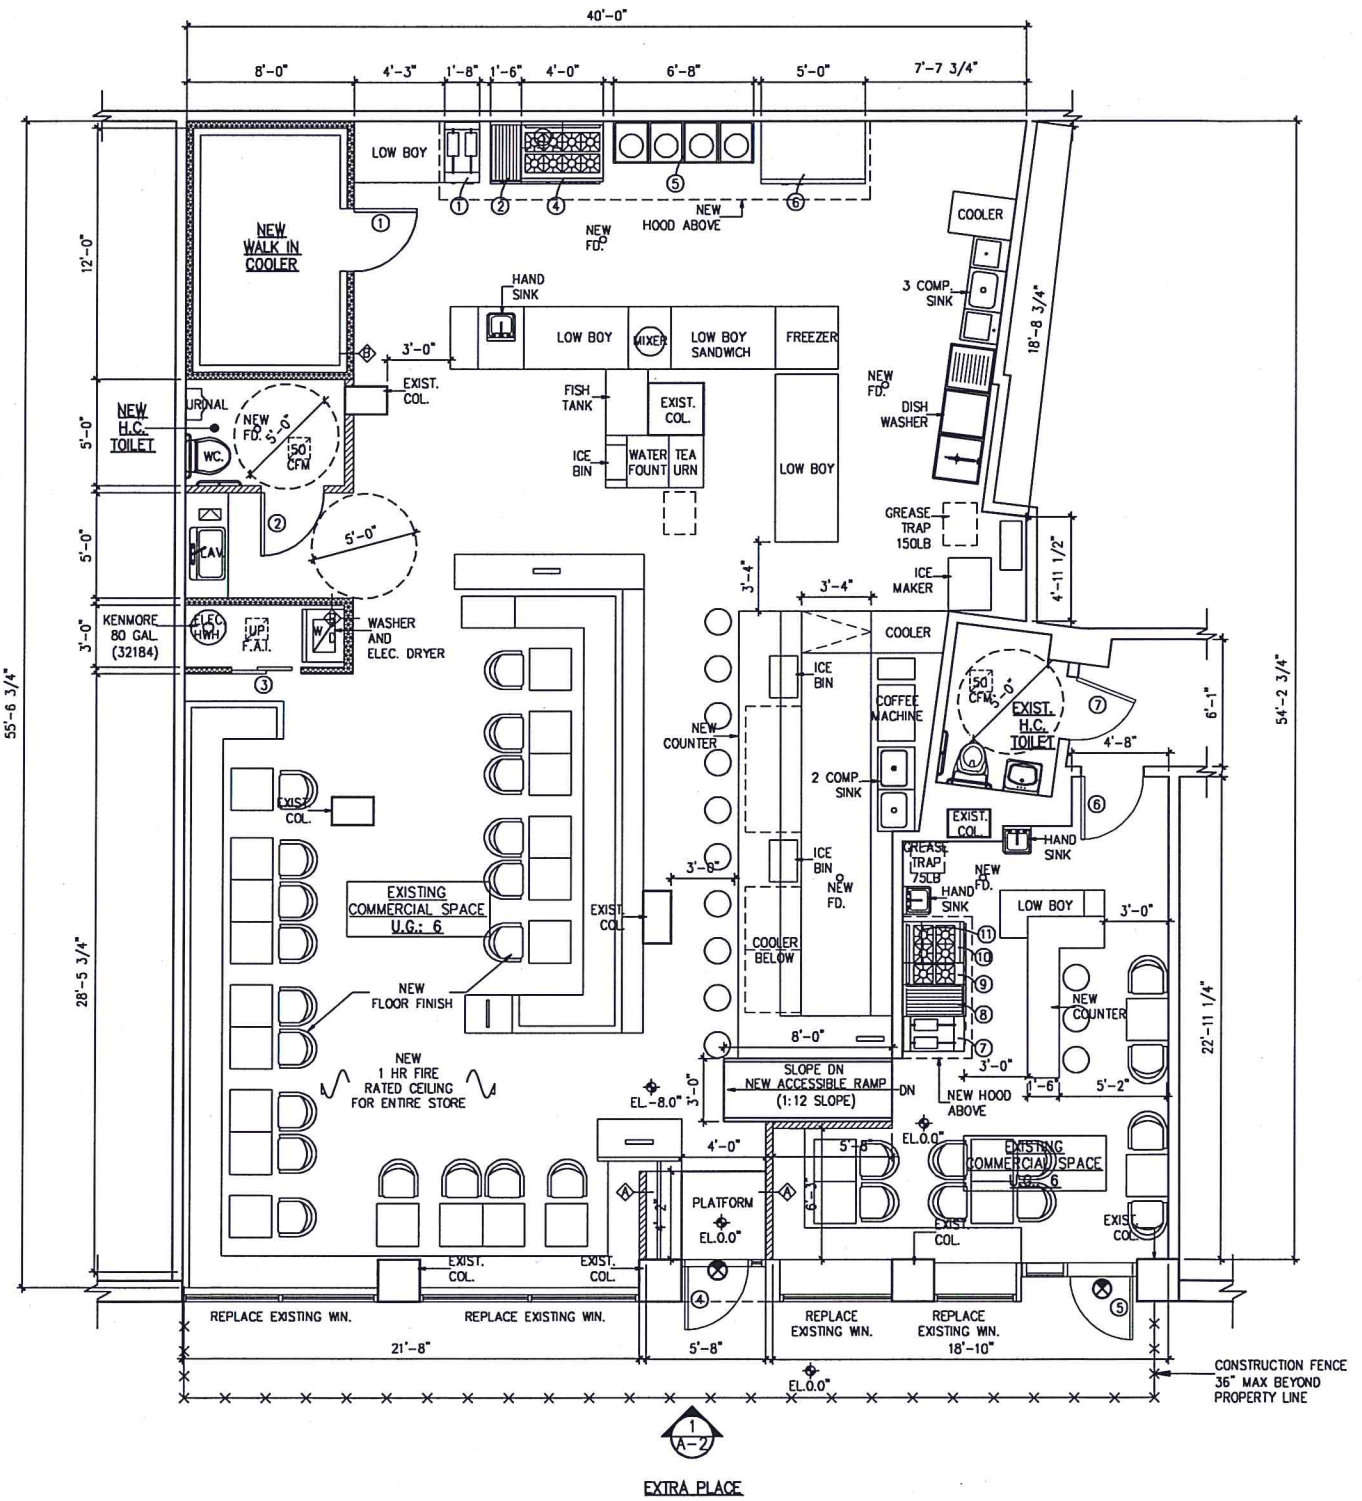 40'-0"
8'-0"
4'-3"
1'-8"
1'-6"
4'-0"
6'-8"
5'-0"
7'-7 3/4"
LOW BOY
1
2
4
5
6
NEW
HOOD ABOVE
NEW
FD.
COOLER
1
NEW
WALK IN
COOLER
12'-0"
HAND
SINK
3 COMP.
SINK
18'-8 3/4"
LOW BOY
MIXER
LOW BOY
SANDWICH
FREEZER
B
3'-0"
EXIST.
COL.
FISH
TANK
EXIST.
COL.
NEW
FD.
DISH
WASHER
NEW
H.C.
TOILET
URINAL
NEW
FD.
5'-0"
50
CFM
WC.
5'-0"
ICE
BIN
WATER
FOUNT
TEA
URN
LOW BOY
GREASE
TRAP
150LB
2
5'-0"
LAV.
5'-0"
3'-4"
3'-4"
ICE
MAKER
4'-11 1/2"
KENMORE
80 GAL.
(32184)
3'-0"
ELEC
HWH
UP
F.A.I.
W
D
WASHER
AND
ELEC. DRYER
3
COOLER
ICE
BIN
COFFEE
MACHINE
50
CFM
5'-0"
EXIST.
H.C.
TOILET
7
6'-1"
4'-8"
55'-6 3/4"
54'-2 3/4"
NEW
COUNTER
2 COMP.
SINK
6
EXIST.
COL.
EXIST.
COL.
HAND
SINK
ICE
BIN
3'-0"
NEW
FD.
GREASE
TRAP
75LB
NEW
FD.
HAND
SINK
LOW BOY
3'-0"
EXISTING
COMMERCIAL SPACE
U.G.: 6
EXIST.
COL.
COOLER
BELOW
11
10
9
8
7
NEW
COUNTER
28'-5 3/4"
22'-11 1/4"
NEW
FLOOR FINISH
8'-0"
3'-0"
1'-6"
5'-2"
NEW
1 HR FIRE
RATED CEILING
FOR ENTIRE STORE
EL.-8.0"
3'-0"
SLOPE DN
NEW ACCESSIBLE RAMP
(1:12 SLOPE)
DN
NEW HOOD
ABOVE
4'-0"
5'-8"
EL.0.0"
EXISTING
COMMERCIAL SPACE
U.G.: 6
A
4'-2"
PLATFORM
EL.0.0"
A
6'-3"
EXIST.
COL.
EXIST.
COL.
EXIST.
COL.
EXIST.
COL.
4
5
REPLACE EXISTING WIN.
REPLACE EXISTING WIN.
REPLACE
EXISTING WIN.
REPLACE
EXISTING WIN.
21'-8"
5'-8"
18'-10"
EL.0.0"
CONSTRUCTION FENCE
36" MAX BEYOND
PROPERTY LINE
1
A-2
EXTRA PLACE